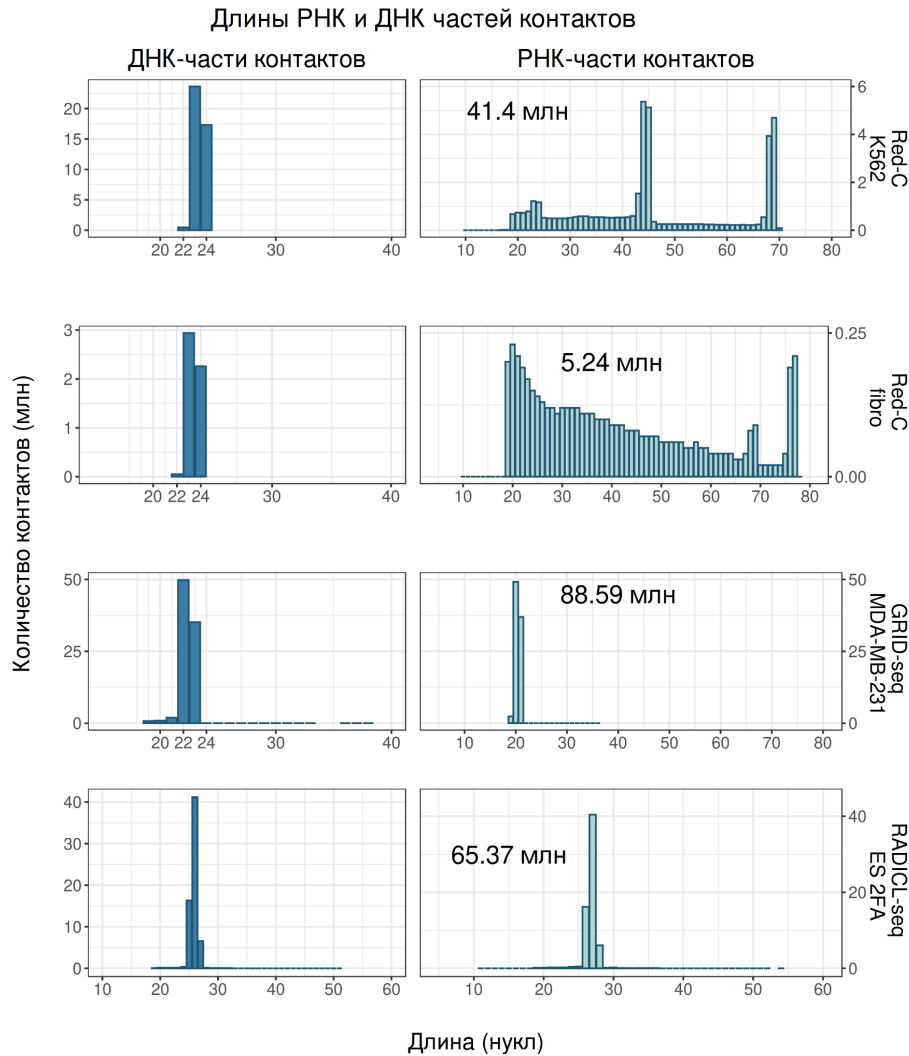 Длины РНК и ДНК частей контактов
ДНК-части контактов
РНК-части контактов
Количество контактов (млн)
20
15
10
5
0
20 22 24 30 40
41.4 млн
6
4
2
0
10 20 30 40 50 60 70 80
Red-C
K562
3
2
1
0
20 22 24 30 40
5.24 млн
0.25
0.00
10 20 30 40 50 60 70 80
Red-C
fibro
50
25
0
20 22 24 30 40
88.59 млн
50
25
0
10 20 30 40 50 60 70 80
GRID-seq
MDA-MB-231
40
30
20
10
0
10 20 30 40 50 60
65.37 млн
40
20
0
10 20 30 40 50 60
RADICL-seq
ES 2FA
Длина (нукл)